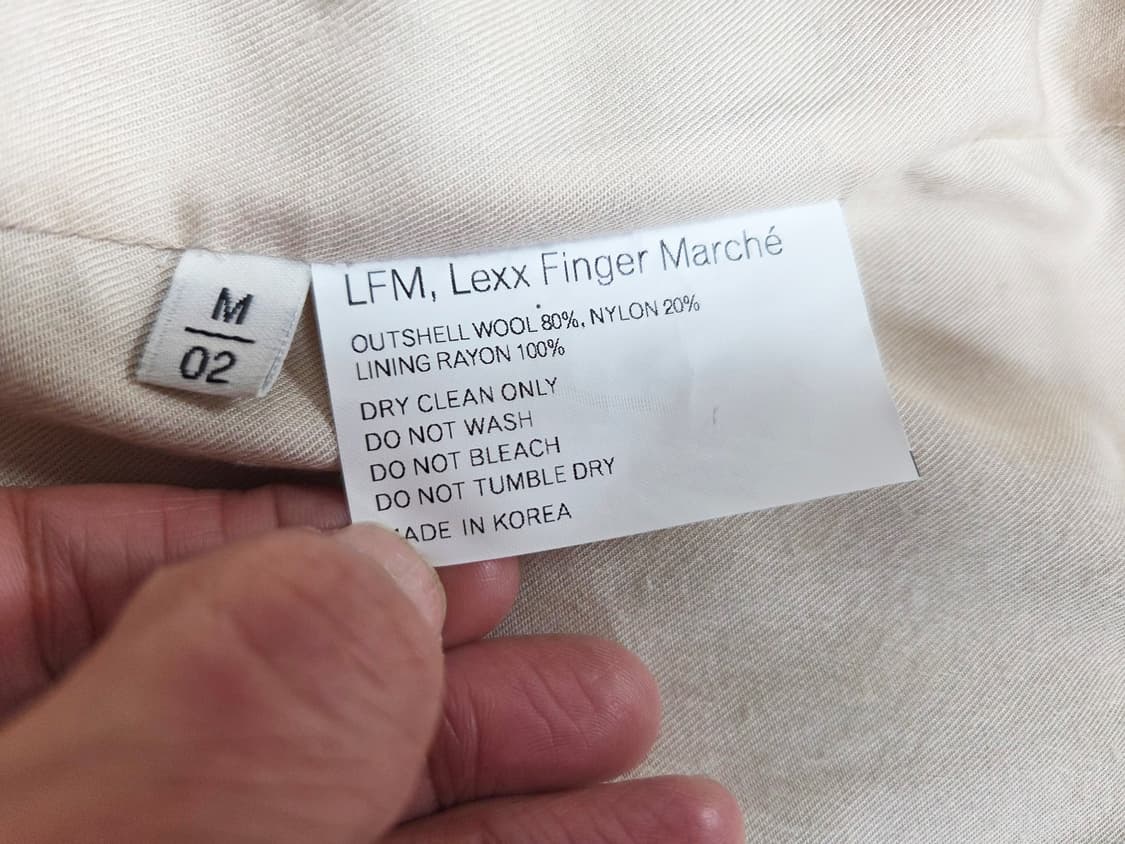 M
02
LFM, Lexx Finger Marché
OUTSHELL WOOL 80%, NYLON 20%
LINING RAYON 100%
DRY CLEAN ONLY
DO NOT WASH
DO NOT BLEACH
DO NOT TUMBLE DRY
MADE IN KOREA